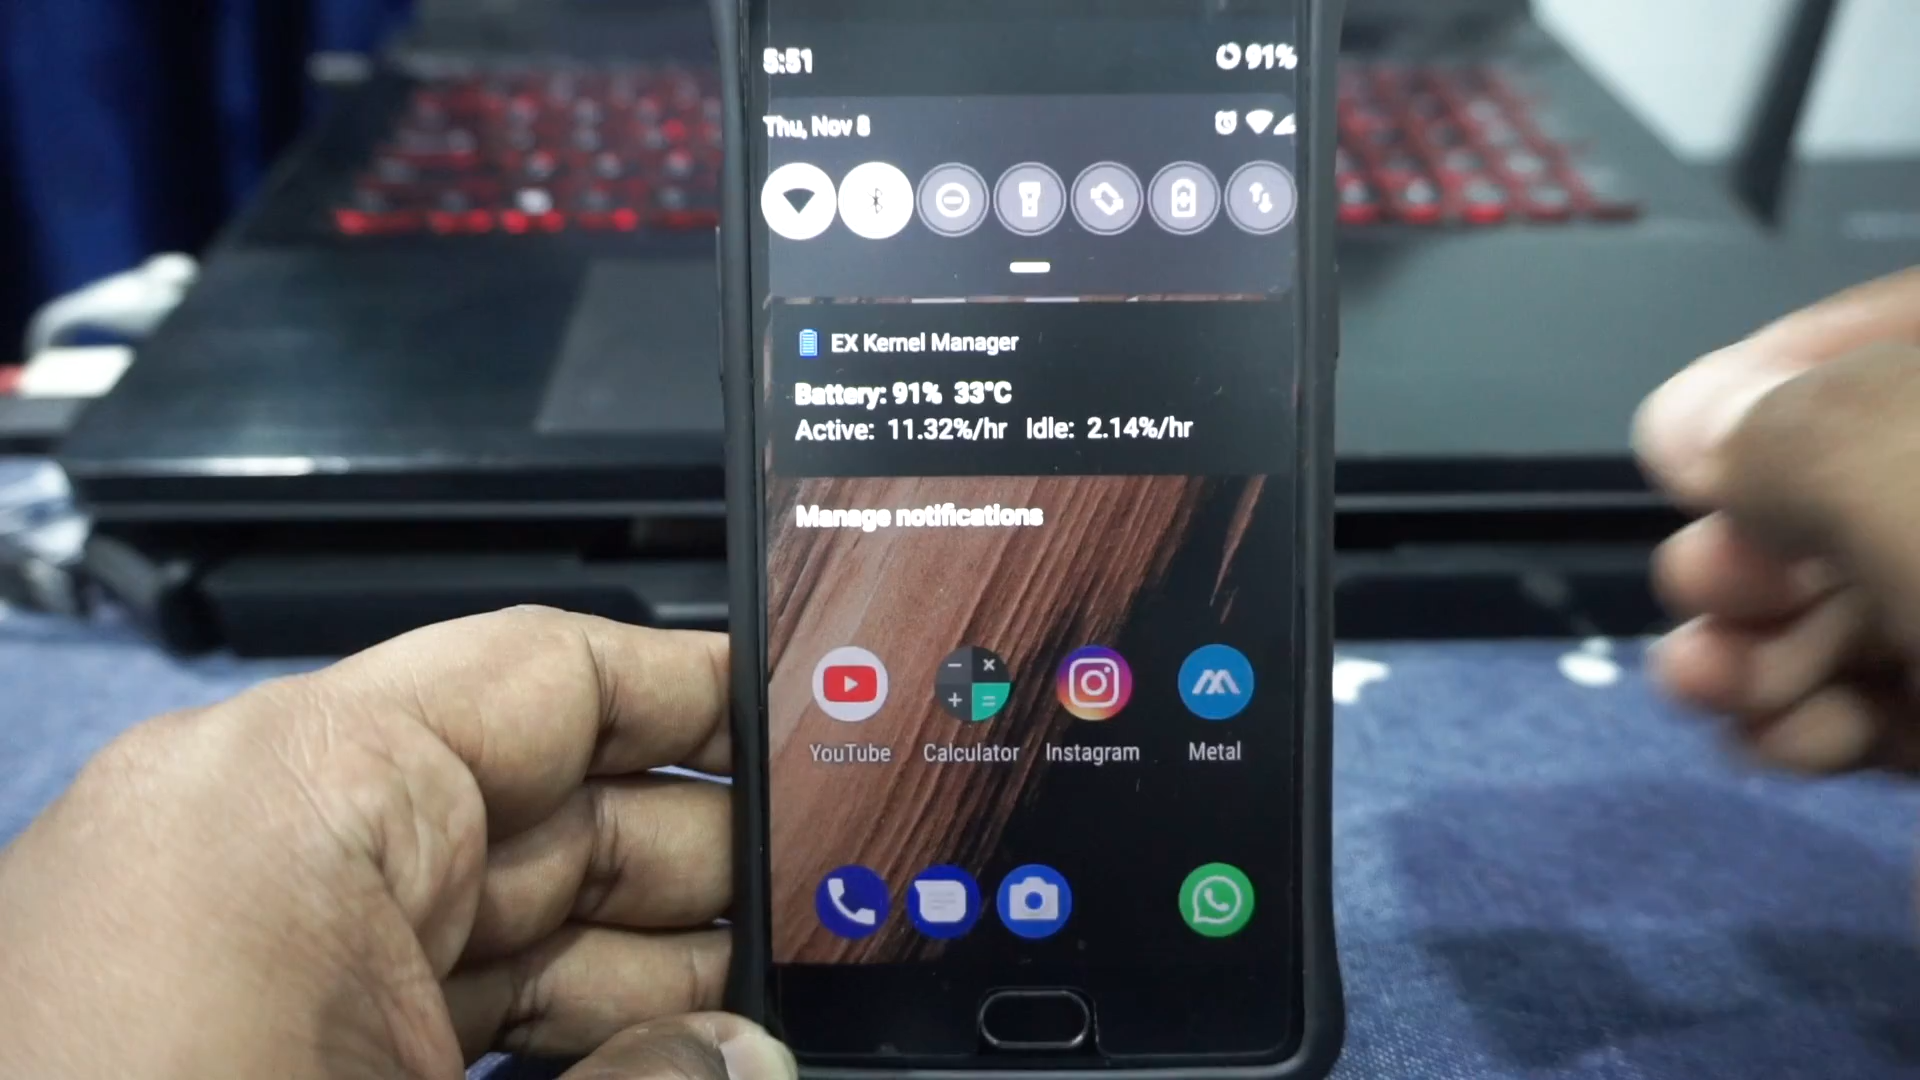 5:51
91%
Thu, Nov 8
EX Kernel Manager
Battery: 91% 33°C
Active: 11.32%/hr Idle: 2.14%/hr
Manage notifications
YouTube Calculator Instagram Metal